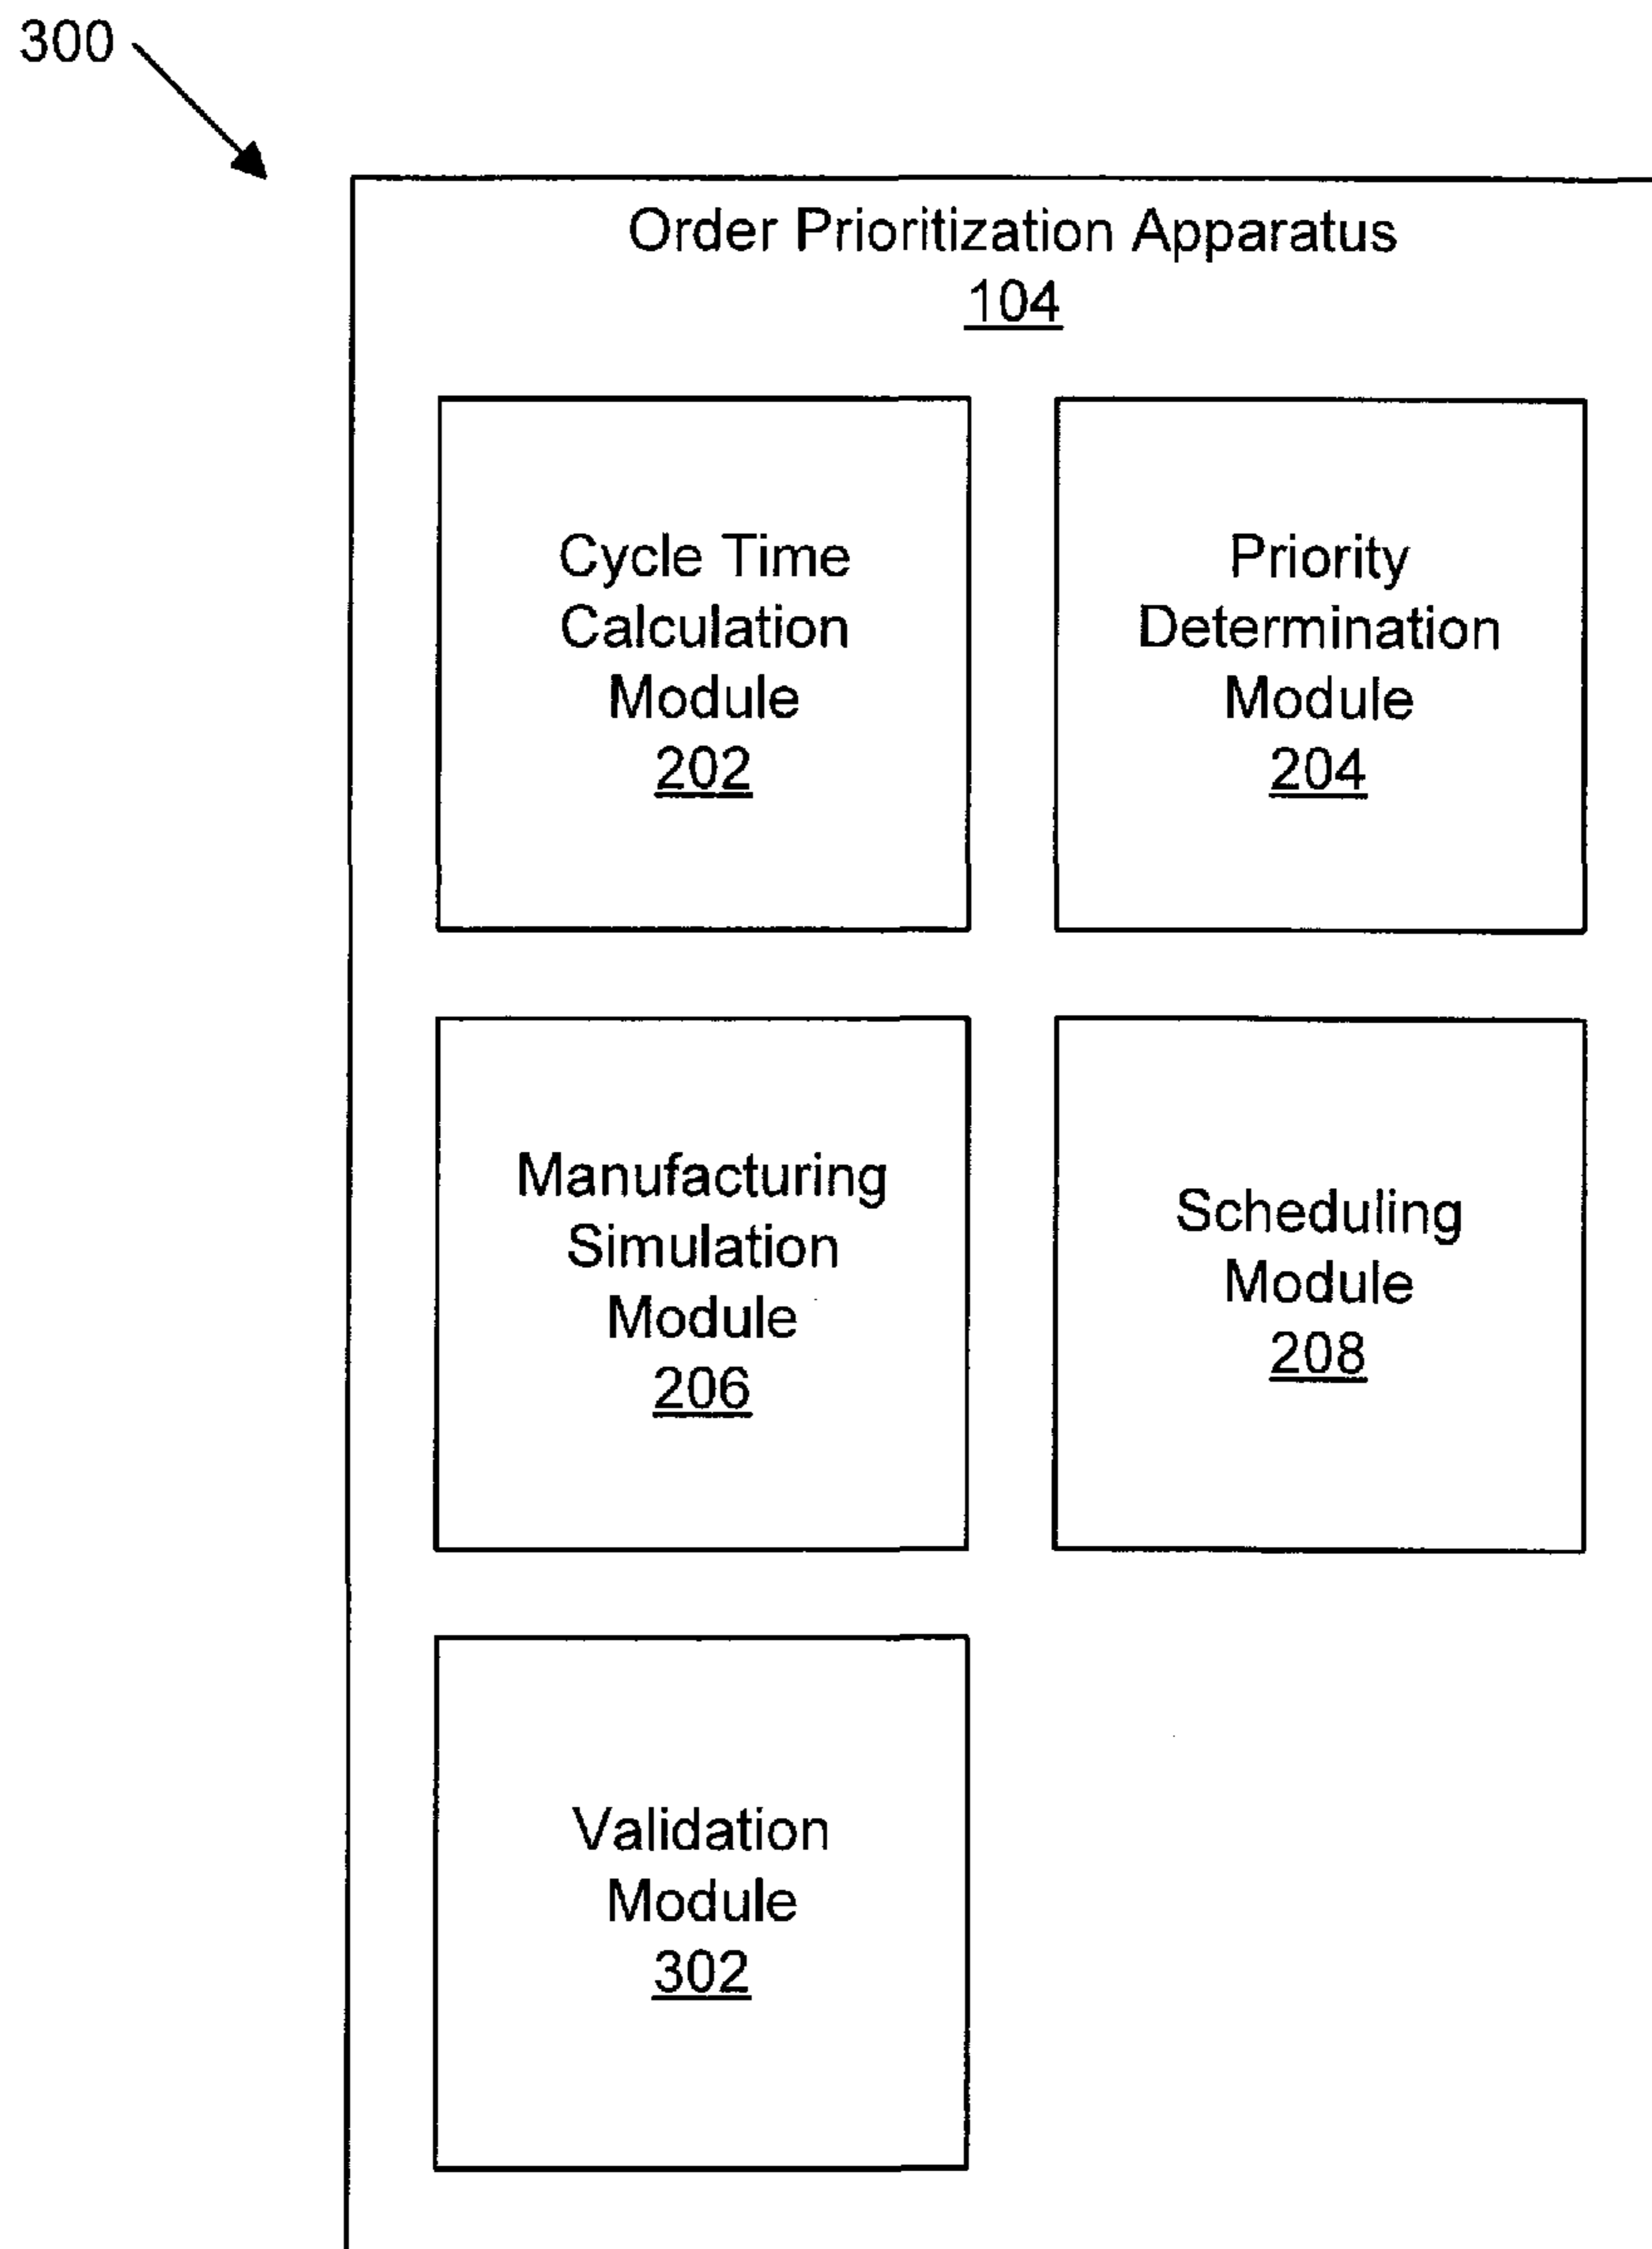 300
Order Prioritization Apparatus
104
Cycle Time
Calculation
Module
202
Priority
Determination
Module
204
Manufacturing
Simulation
Module
206
Scheduling
Module
208
Validation
Module
302